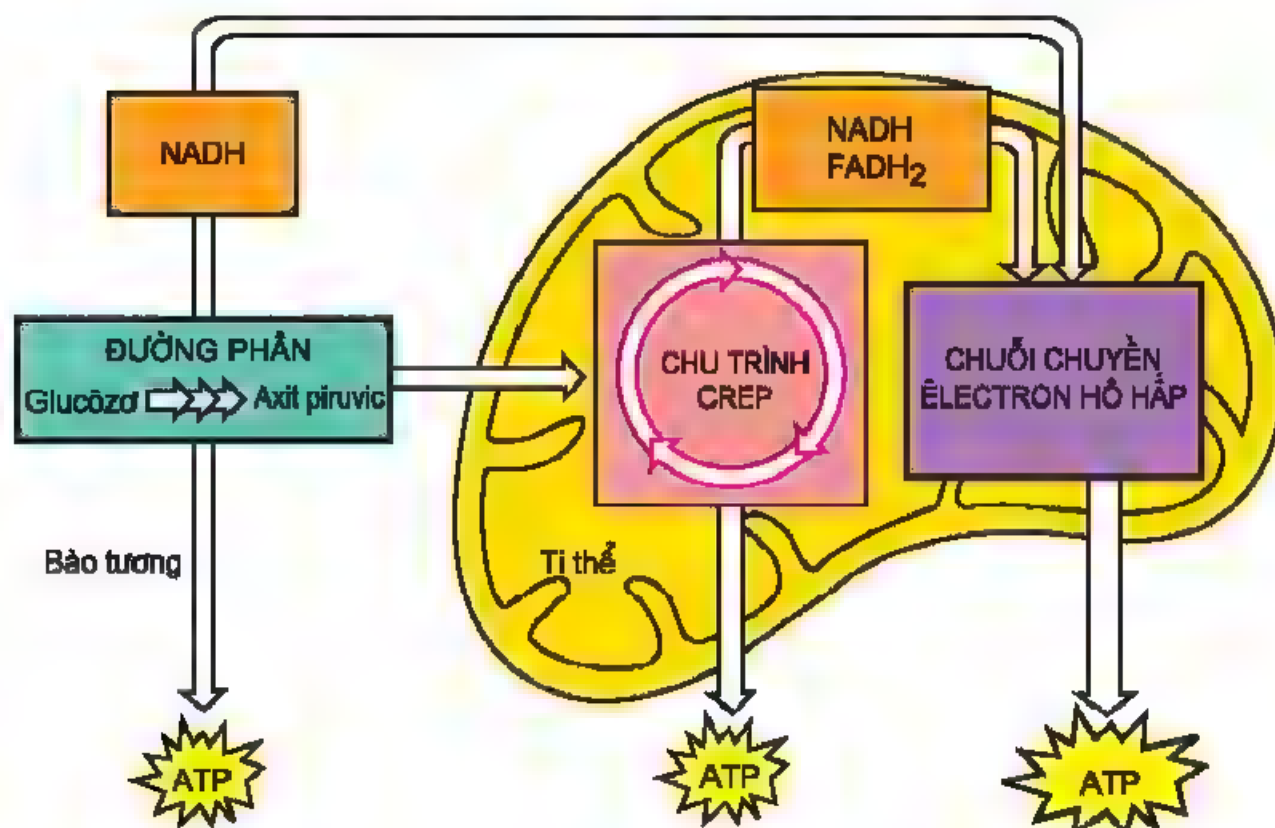 NADH
NADH
FADH2
ĐƯỜNG PHÂN
Glucôzơ Axit piruvic
CHU TRÌNH
CREP
CHUỖI CHUYỀN
ÊLECTRON HÔ HẤP
Bào tương
Ti thể
ATP
ATP
ATP